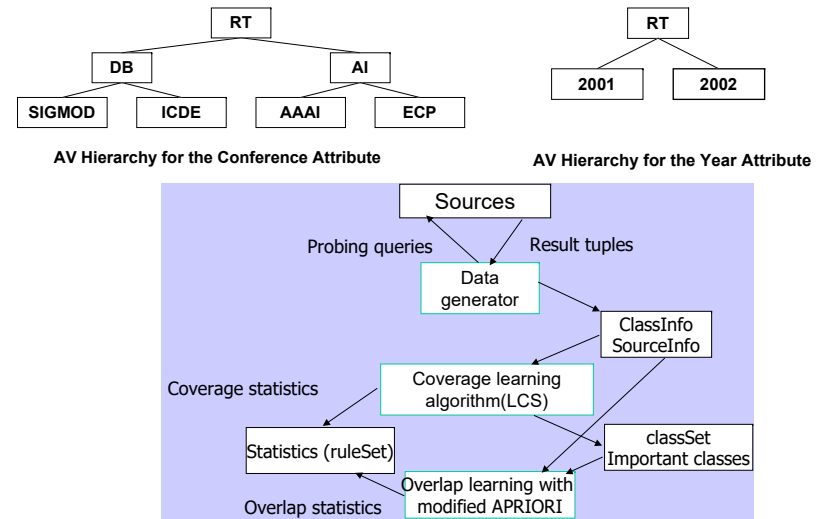 RT
DB
AI
SIGMOD
ICDE
AAAI
ECP
AV Hierarchy for the Conference Attribute
RT
2001
2002
AV Hierarchy for the Year Attribute
Sources
Probing queries
Result tuples
Data
generator
ClassInfo
SourceInfo
Coverage learning
algorithm(LCS)
Coverage statistics
Statistics (ruleSet)
classSet
Important classes
Overlap learning with
modified APRIORI
Overlap statistics